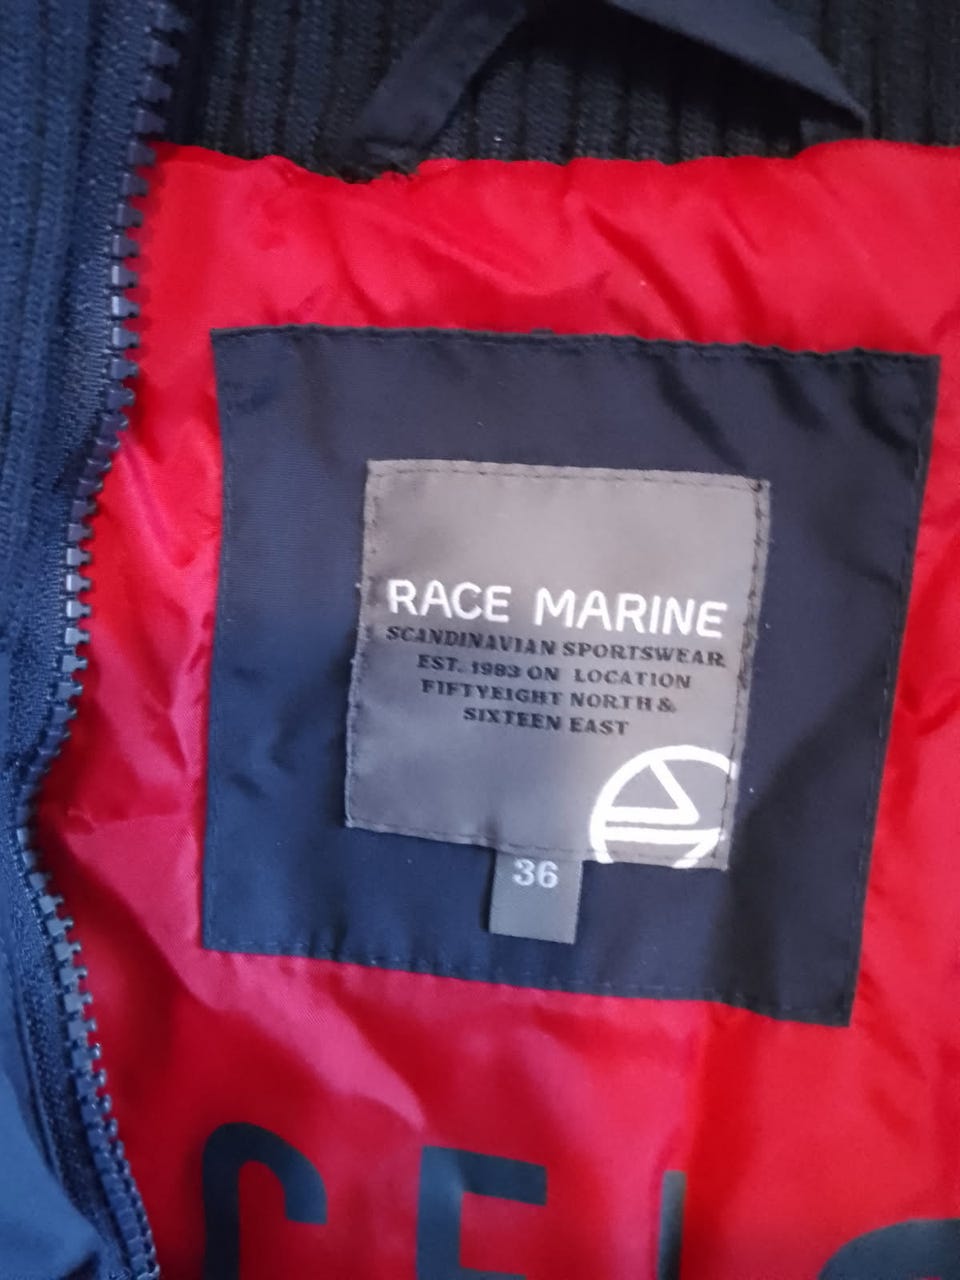 RACE MARINE
SCANDINAVIAN SPORTSWEAR
EST. 1983 ON LOCATION
FIFTYEIGHT NORTH &
SIXTEEN EAST
36